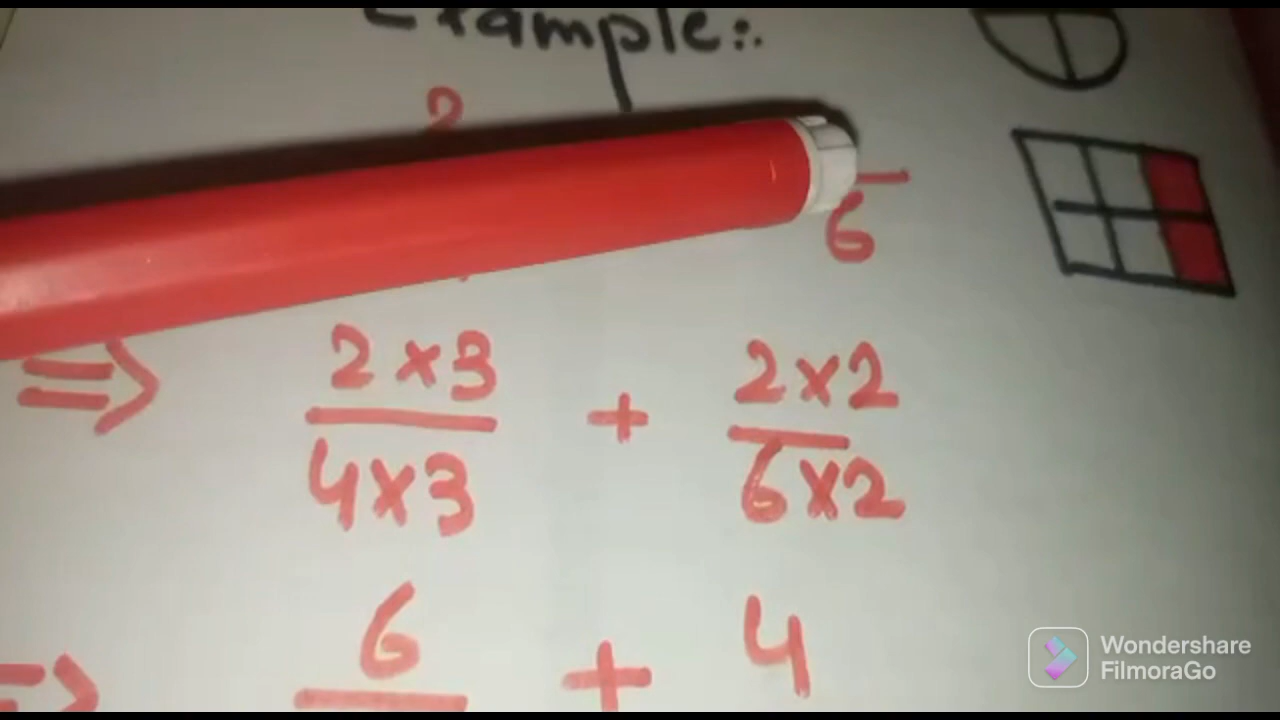 Example:.
2
6
⇒ 2×3 + 2×2
4×3 6×2
⇒ 6 + 4
Wondershare
FilmoraGo